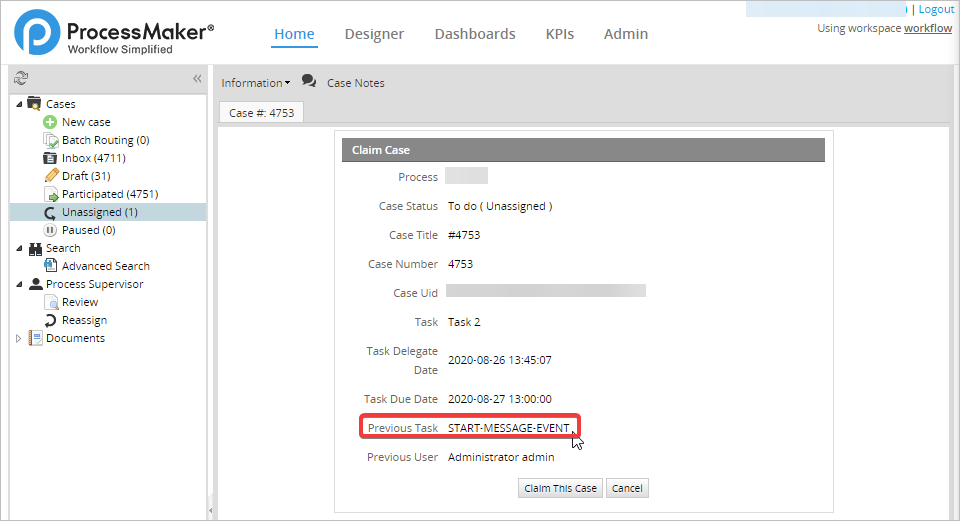 ProcessMaker®
Workflow Simplified
Home Designer Dashboards KPIs Admin
| Logout
Using workspace workflow
Cases
New case
Batch Routing (0)
Inbox (4711)
Draft (31)
Participated (4751)
Unassigned (1)
Paused (0)
Search
Advanced Search
Process Supervisor
Review
Reassign
Documents
Information Case Notes
Case #: 4753
Claim Case
Process
Case Status To do ( Unassigned )
Case Title #4753
Case Number 4753
Case Uid
Task Task 2
Task Delegate
Date 2020-08-26 13:45:07
Task Due Date 2020-08-27 13:00:00
Previous Task START-MESSAGE-EVENT
Previous User Administrator admin
Claim This Case Cancel